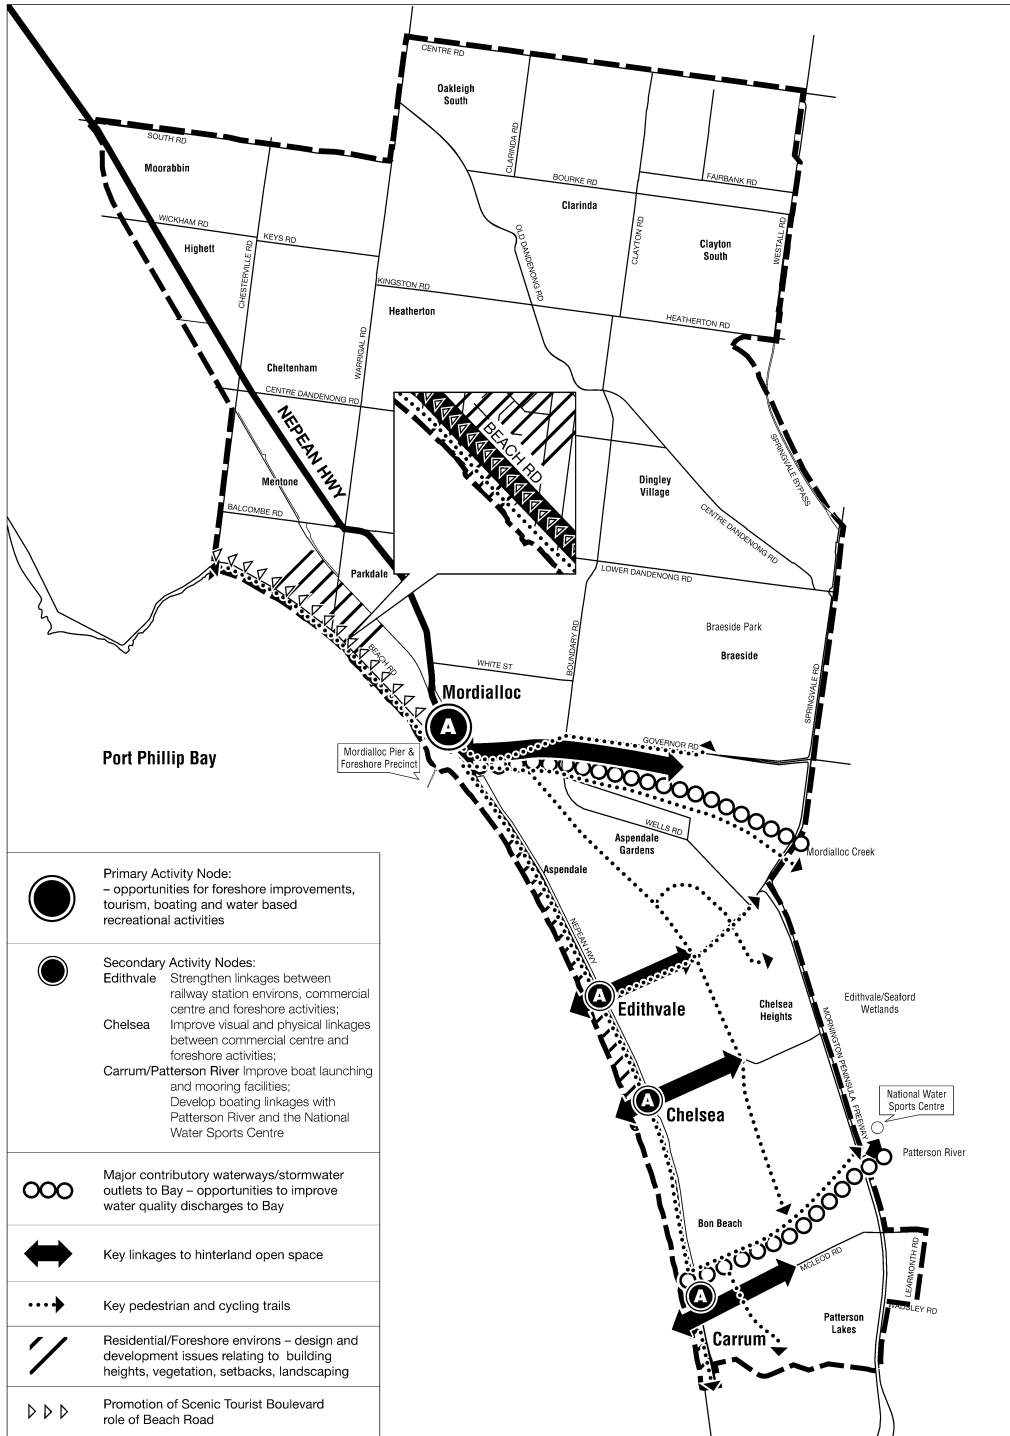 CENTRE RD
Oakleigh
South
CLARINDA RD
SOUTH RD
Moorabbin
BOURKE RD
FAIRBANK RD
Clarinda
WICKHAM RD
KEYS RD
Highett
OLD DANDENONG RD
CLAYTON RD
Clayton
South
WESTALL RD
CHESTERVILLE RD
KINGSTON RD
Heatherton
HEATHERTON RD
WARRIGAL RD
Cheltenham
CENTRE DANDENONG RD
NEPEAN HWY
BEACH RD
SPRINGVALE BYPASS
Mentone
Dingley
Village
BALCOMBE RD
CENTRE DANDENONG RD
Parkdale
LOWER DANDENONG RD
BOUNDARY RD
Braeside Park
Braeside
BEACH RD
WHITE ST
SPRINGVALE RD
Mordialloc
A
GOVERNOR RD
Port Phillip Bay
Mordialloc Pier &
Foreshore Precinct
WELLS RD
Aspendale
Gardens
Mordialloc Creek
Aspendale
NEPEAN HWY
A
Edithvale
Chelsea
Heights
Edithvale/Seaford
Wetlands
MORNINGTON PENINSULA FREEWAY
A
Chelsea
National Water
Sports Centre
Patterson River
Bon Beach
MCLEOD RD
LEARMONTH RD
A
WADSLEY RD
Patterson
Lakes
Carrum
Primary Activity Node:
– opportunities for foreshore improvements,
tourism, boating and water based
recreational activities
Secondary Activity Nodes:
Edithvale Strengthen linkages between
railway station environs, commercial
centre and foreshore activities;
Chelsea Improve visual and physical linkages
between commercial centre and
foreshore activities;
Carrum/Patterson River Improve boat launching
and mooring facilities;
Develop boating linkages with
Patterson River and the National
Water Sports Centre
Major contributory waterways/stormwater
outlets to Bay – opportunities to improve
water quality discharges to Bay
Key linkages to hinterland open space
Key pedestrian and cycling trails
Residential/Foreshore environs – design and
development issues relating to building
heights, vegetation, setbacks, landscaping
Promotion of Scenic Tourist Boulevard
role of Beach Road